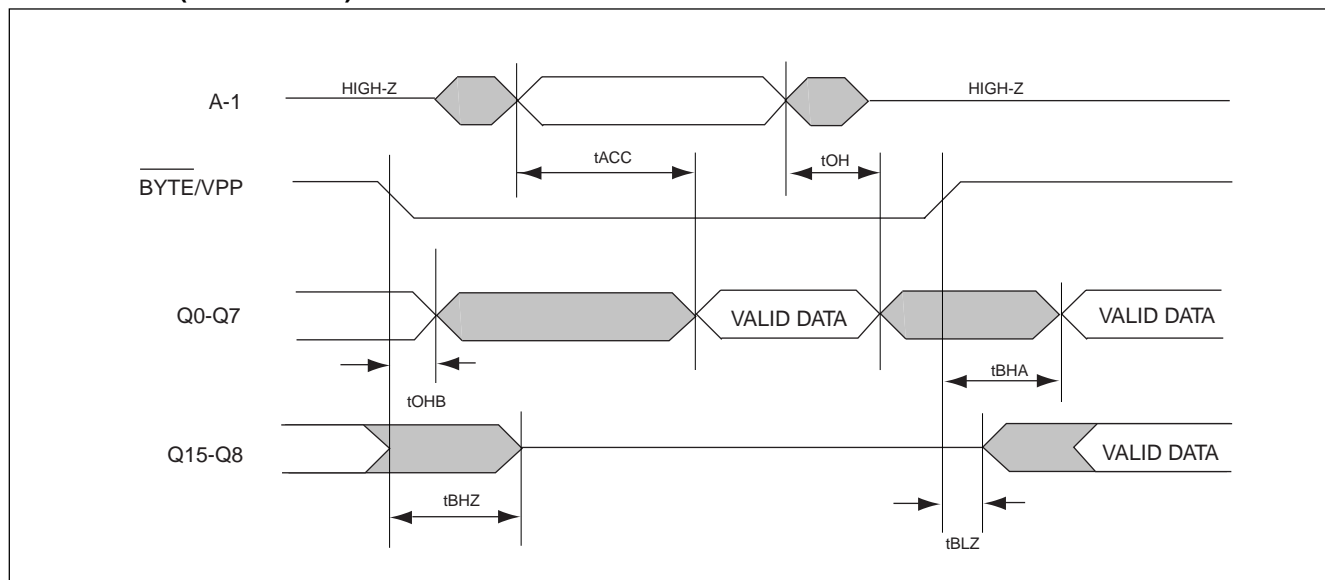 HIGH-Z
HIGH-Z
A-1
tACC
tOH
BYTE/VPP
Q0-Q7
VALID DATA
VALID DATA
tBHA
tOHB
Q15-Q8
VALID DATA
tBHZ
tBLZ